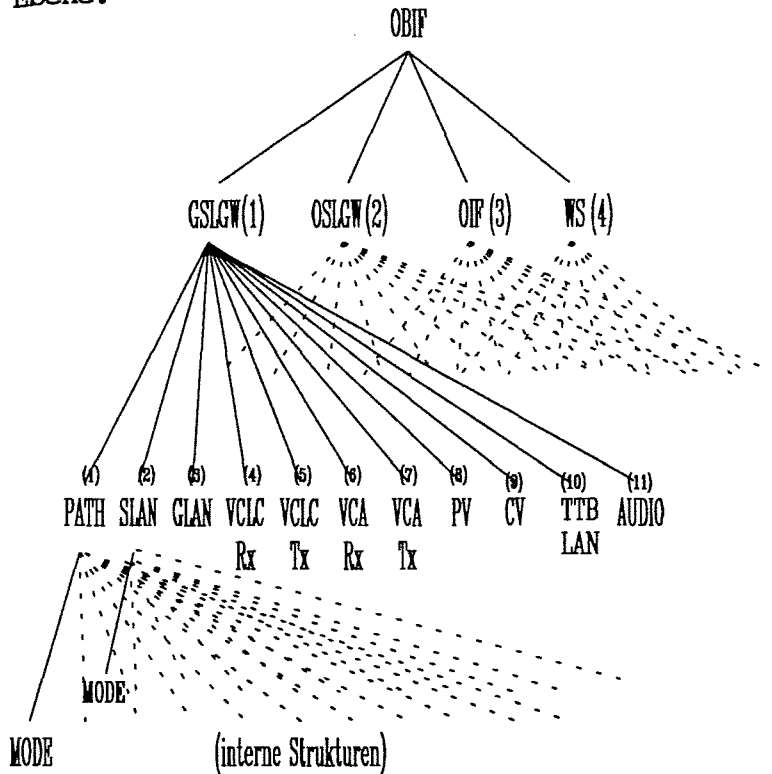 OBIF
GSLGW(1) OSLGW(2) OIF(3) WS(4)
(1) (2) (3) (4) (5) (6) (7) (8) (9) (10) (11)
PATH SLAN GLAN VCLC VCLC VCA VCA PV CV TTB AUDIO
Rx Tx Rx Tx LAN
MODE
MODE (interne Strukturen)